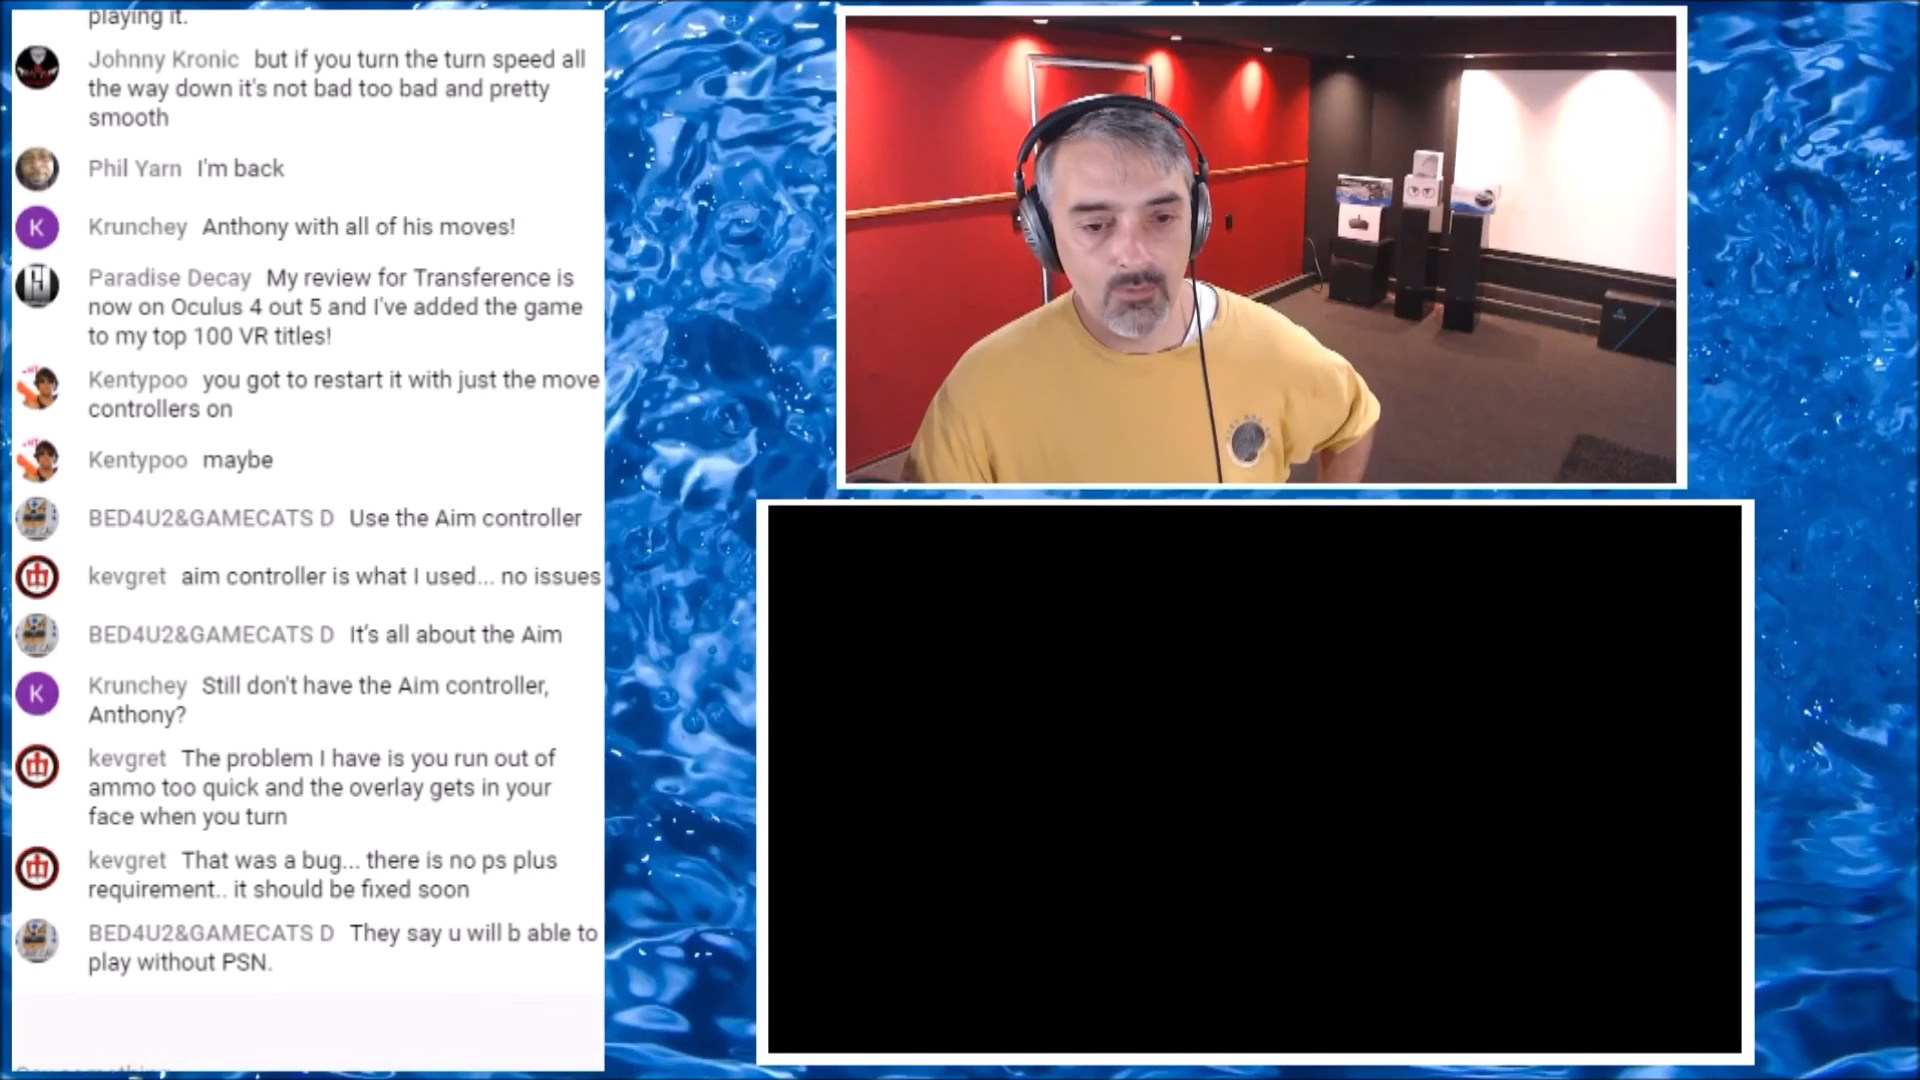 playing it.
Johnny Kronic but if you turn the turn speed all
the way down it's not bad too bad and pretty
smooth
Phil Yarn I'm back
K
Krunchey Anthony with all of his moves!
Paradise Decay My review for Transference is
now on Oculus 4 out 5 and I've added the game
to my top 100 VR titles!
Kentypoo you got to restart it with just the move
controllers on
Kentypoo maybe
BED4U2&GAMECATS D Use the Aim controller
kevgret aim controller is what I used... no issues
BED4U2&GAMECATS D It's all about the Aim
K
Krunchey Still don't have the Aim controller,
Anthony?
kevgret The problem I have is you run out of
ammo too quick and the overlay gets in your
face when you turn
kevgret That was a bug... there is no ps plus
requirement.. it should be fixed soon
BED4U2&GAMECATS D They say u will b able to
play without PSN.